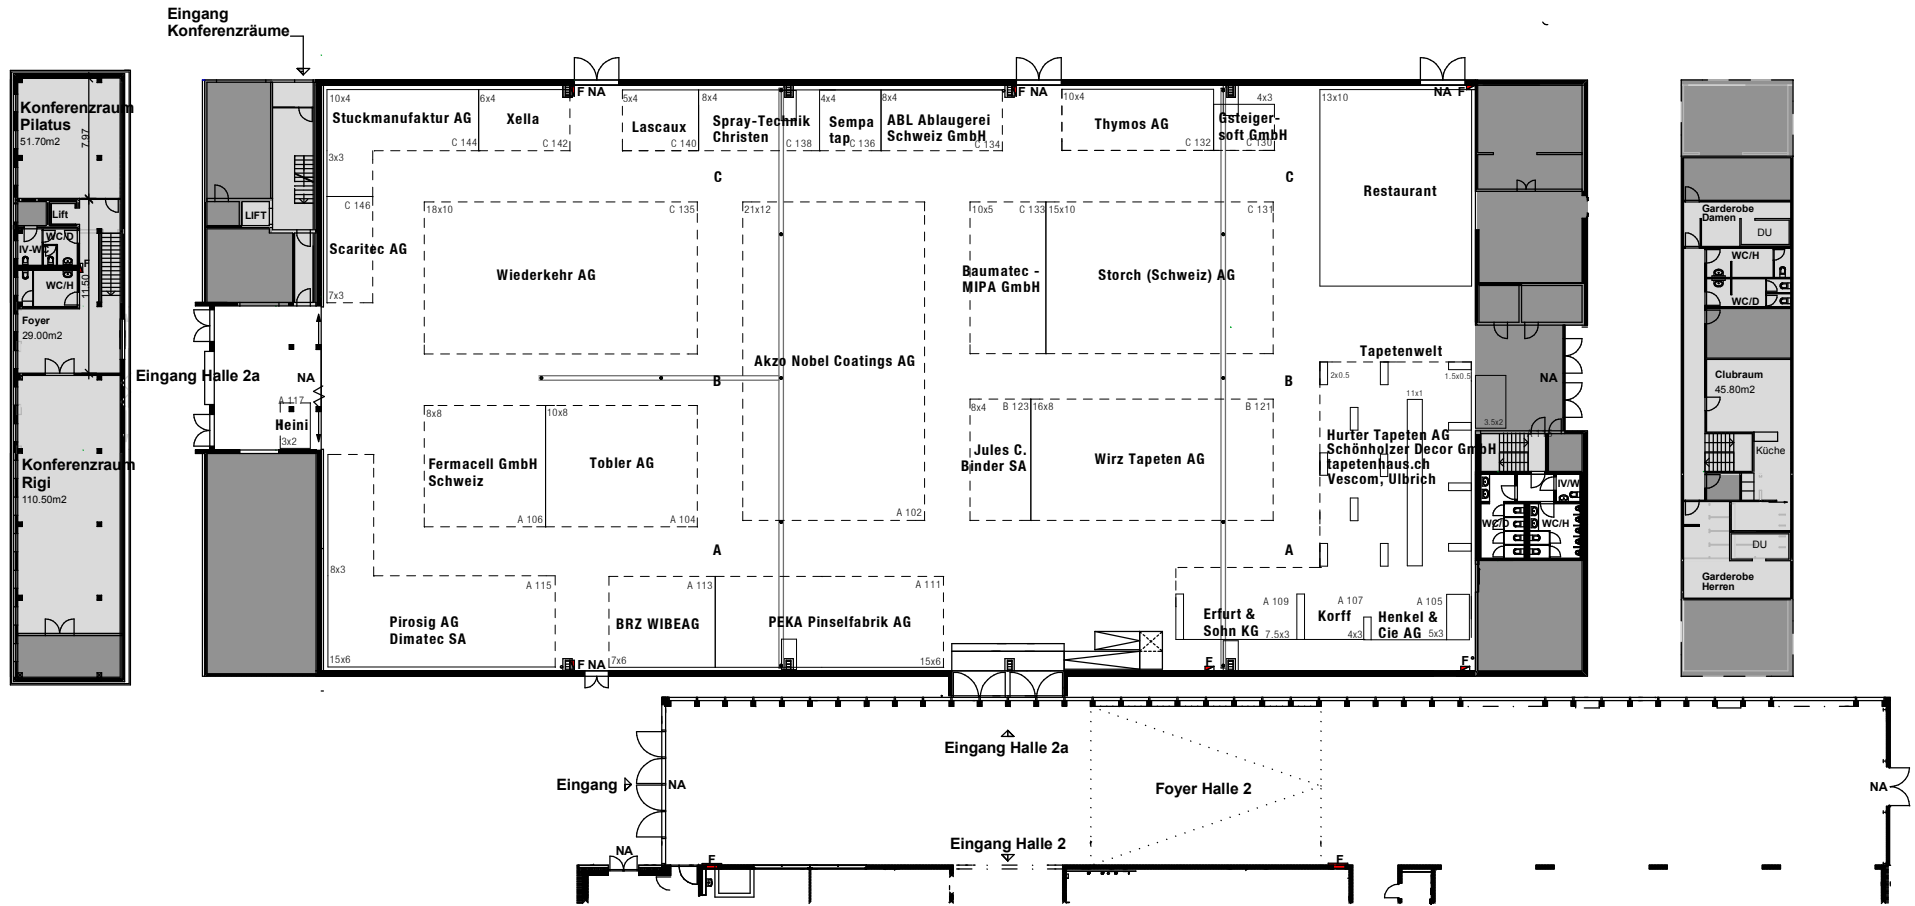 Eingang
Konferenzräume
Konferenzraum
Pilatus
51.70m2
7.97
Lift
WC/D
IV-WC
F
WC/H
11.50
Foyer
29.00m2
Konferenzraum
Rigi
110.50m2
LIFT
Eingang Halle 2a
NA
A 117
Heini
3x2
F NA
F NA
NA F
10x4
Stuckmanufaktur AG
C 144
6x4
Xella
C 142
5x4
Lascaux
C 140
8x4
Spray-Technik
Christen
C 138
4x4
Sempa
tap
C 136
8x4
ABL Ablaugerei
Schweiz GmbH
C 134
10x4
Thymos AG
C 132
4x3
Gsteiger-
soft GmbH
C 130
13x10
Restaurant
3x3
C 146
Scaritec AG
7x3
C
C
18x10
C 135
Wiederkehr AG
21x12
Akzo Nobel Coatings AG
A 102
10x5
C 133
Baumatec -
MIPA GmbH
15x10
C 131
Storch (Schweiz) AG
B
B
Tapetenwelt
2x0.5
1.5x0.5
11x1
3.5x2
NA
Hurter Tapeten AG
Schönholzer Decor GmbH
tapetenhaus.ch
Vescom, Ulbrich
8x8
Fermacell GmbH
Schweiz
A 106
10x8
Tobler AG
A 104
8x4
B 123
Jules C.
Binder SA
16x8
B 121
Wirz Tapeten AG
A
A
8x3
A 115
Pirosig AG
Dimatec SA
15x6
A 113
BRZ WIBEAG
7x6
A 111
PEKA Pinselfabrik AG
15x6
A 109
Erfurt &
Sohn KG
7.5x3
A 107
Korff
4x3
A 105
Henkel &
Cie AG
5x3
F NA
F
F
IV/W
WC/D
WC/H
Garderobe
Damen
DU
WC/H
WC/D
Clubraum
45.80m2
Küche
DU
Garderobe
Herren
Eingang Halle 2a
Eingang
NA
Foyer Halle 2
NA
Eingang Halle 2
NA
F
F